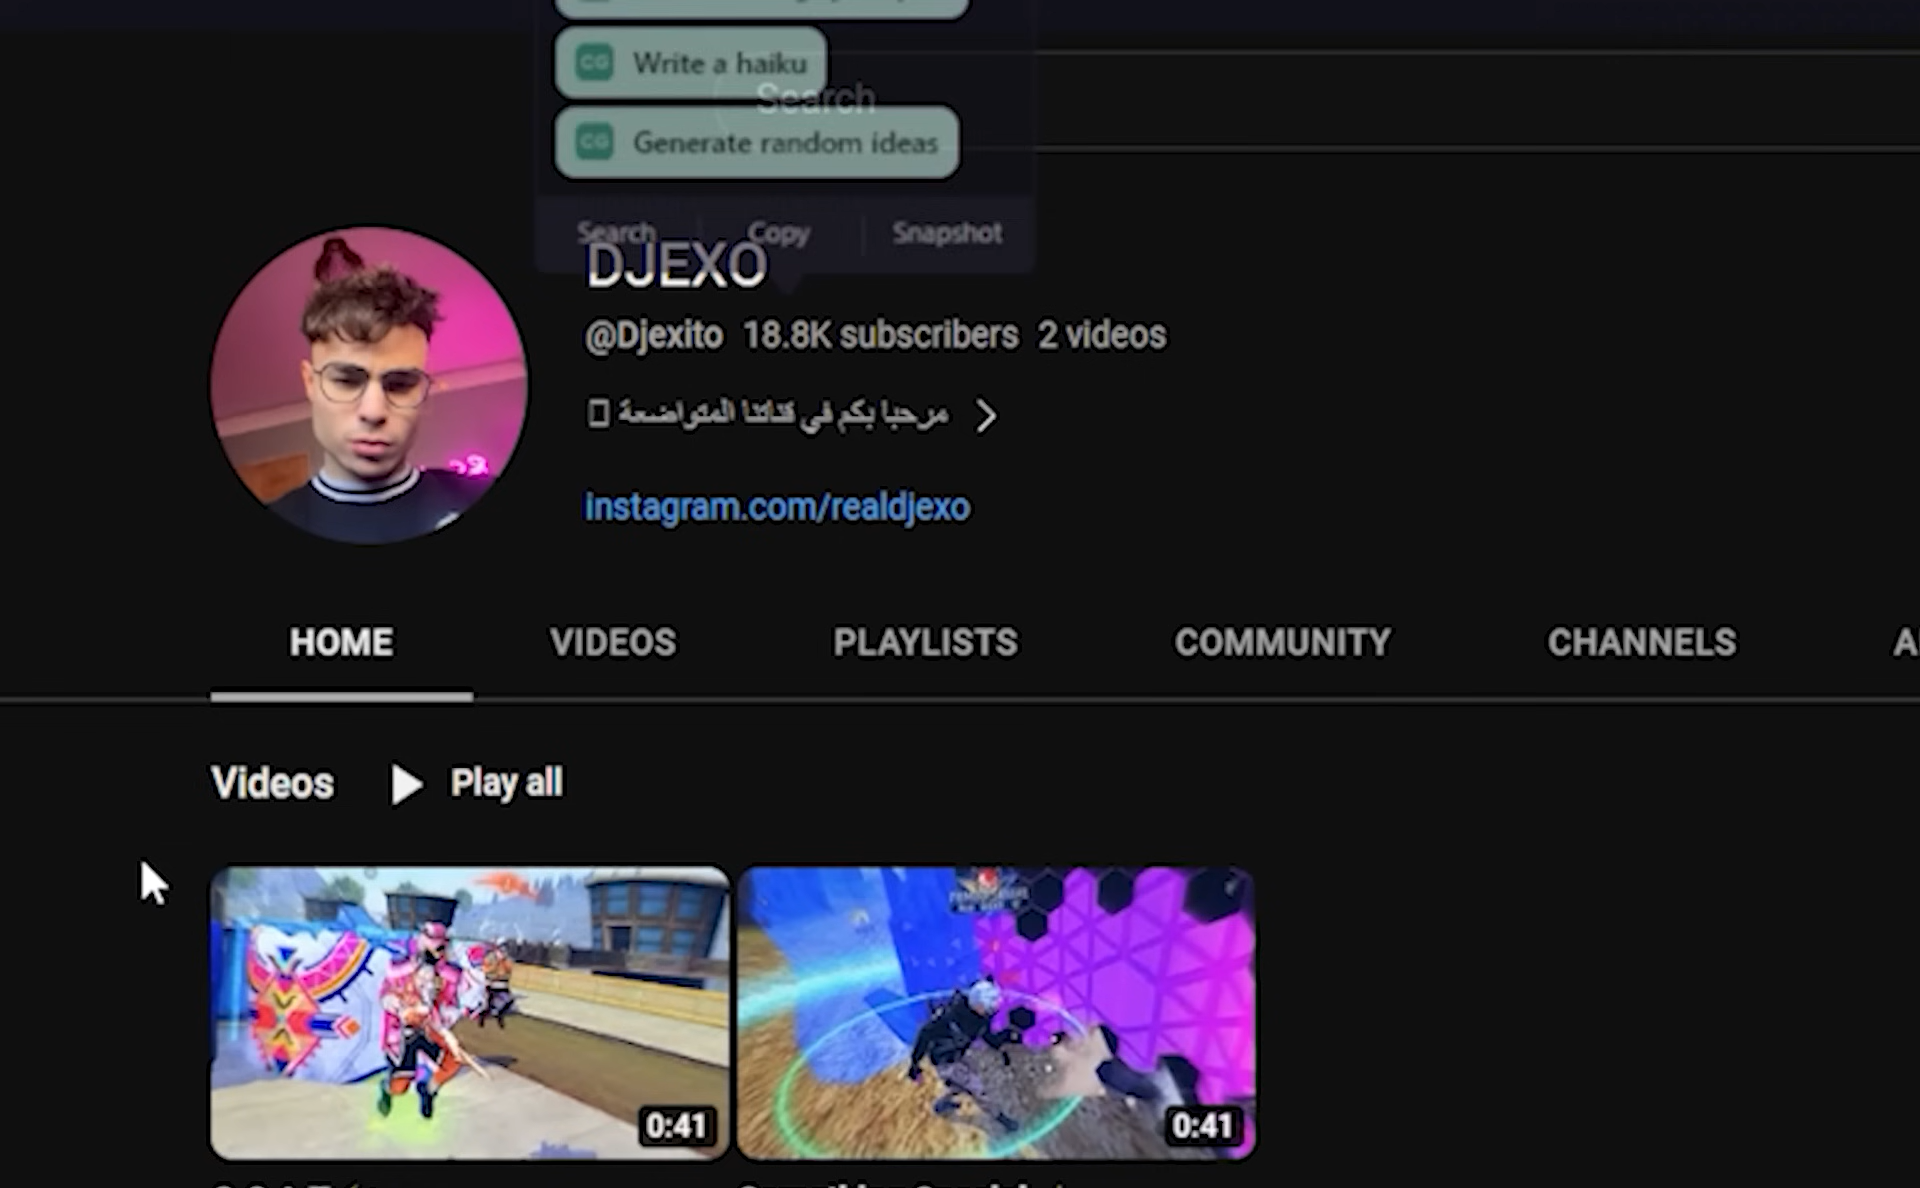 Write a haiku
Search
Generate random ideas
Search Copy Snapshot
DJEXO
@Djexito 18.8K subscribers 2 videos
مرحبا بكم في قناتنا المتواضعة
instagram.com/realdjexo
HOME VIDEOS PLAYLISTS COMMUNITY CHANNELS
Videos Play all
0:41 0:41